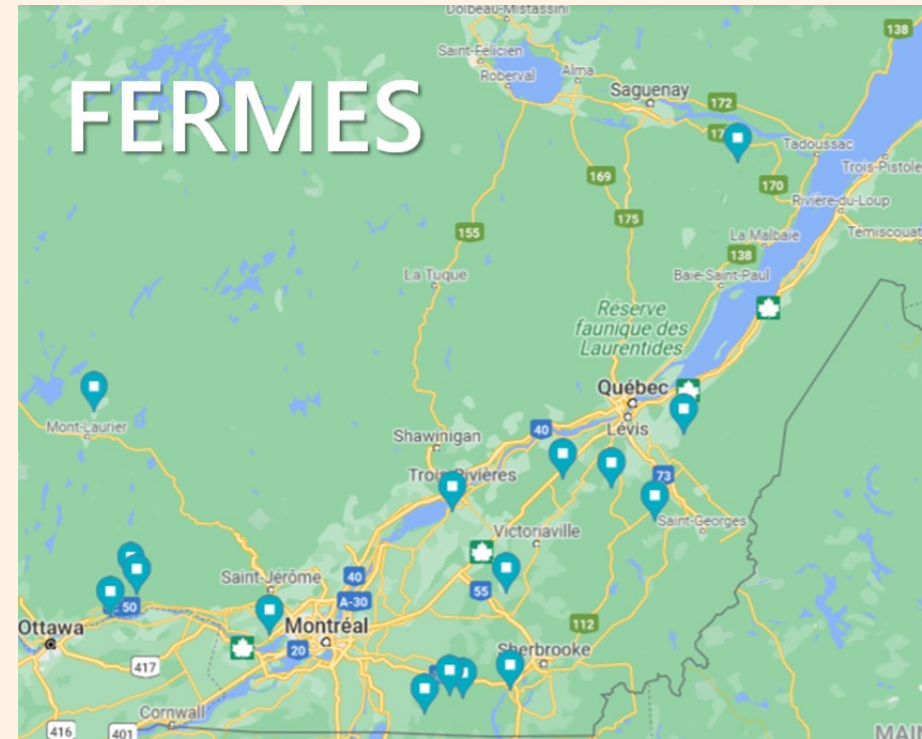 FERMES
Dolbeau-Mistassini
138
Saint-Félicien
Roberval
Alma
Saguenay
172
Tadoussac
Trois-Pistole
169
170
175
Rivière-du-Loup
155
La Malbaie
Témiscouat
138
La Tuque
Baie-Saint-Paul
Réserve
faunique des
Laurentides
Québec
Mont-Laurier
40
Lévis
Shawinigan
Trois-Rivières
73
Saint-Georges
Victoriaville
Saint-Jérôme
40
55
50
A-30
Ottawa
Montréal
112
20
Sherbrooke
417
Cornwall
416
401
MAI